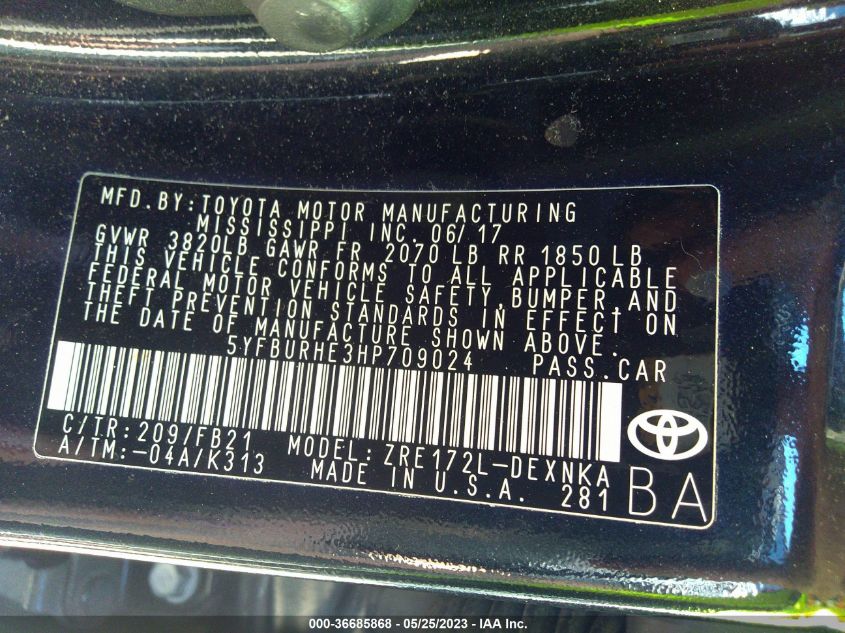 MFD.BY:TOYOTA MOTOR MANUFACTURING
MISSISSIPPI INC. 06/17
GVWR 3820LB GAWR FR 2070 LB RR 1850 LB
THIS VEHICLE CONFORMS TO ALL APPLICABLE
FEDERAL MOTOR VEHICLE SAFETY, BUMPER, AND
THEFT PREVENTION STANDARDS IN EFFECT ON
THE DATE OF MANUFACTURE SHOWN ABOVE.
5YFBURHE3HP709024 PASS.CAR
C/TR:209/FB21 MODEL:ZRE172L-DEXNKA
A/TM:-04A/K313 MADE IN U.S.A. 281
BA
000-36685868 - 05/25/2023 - IAA Inc.